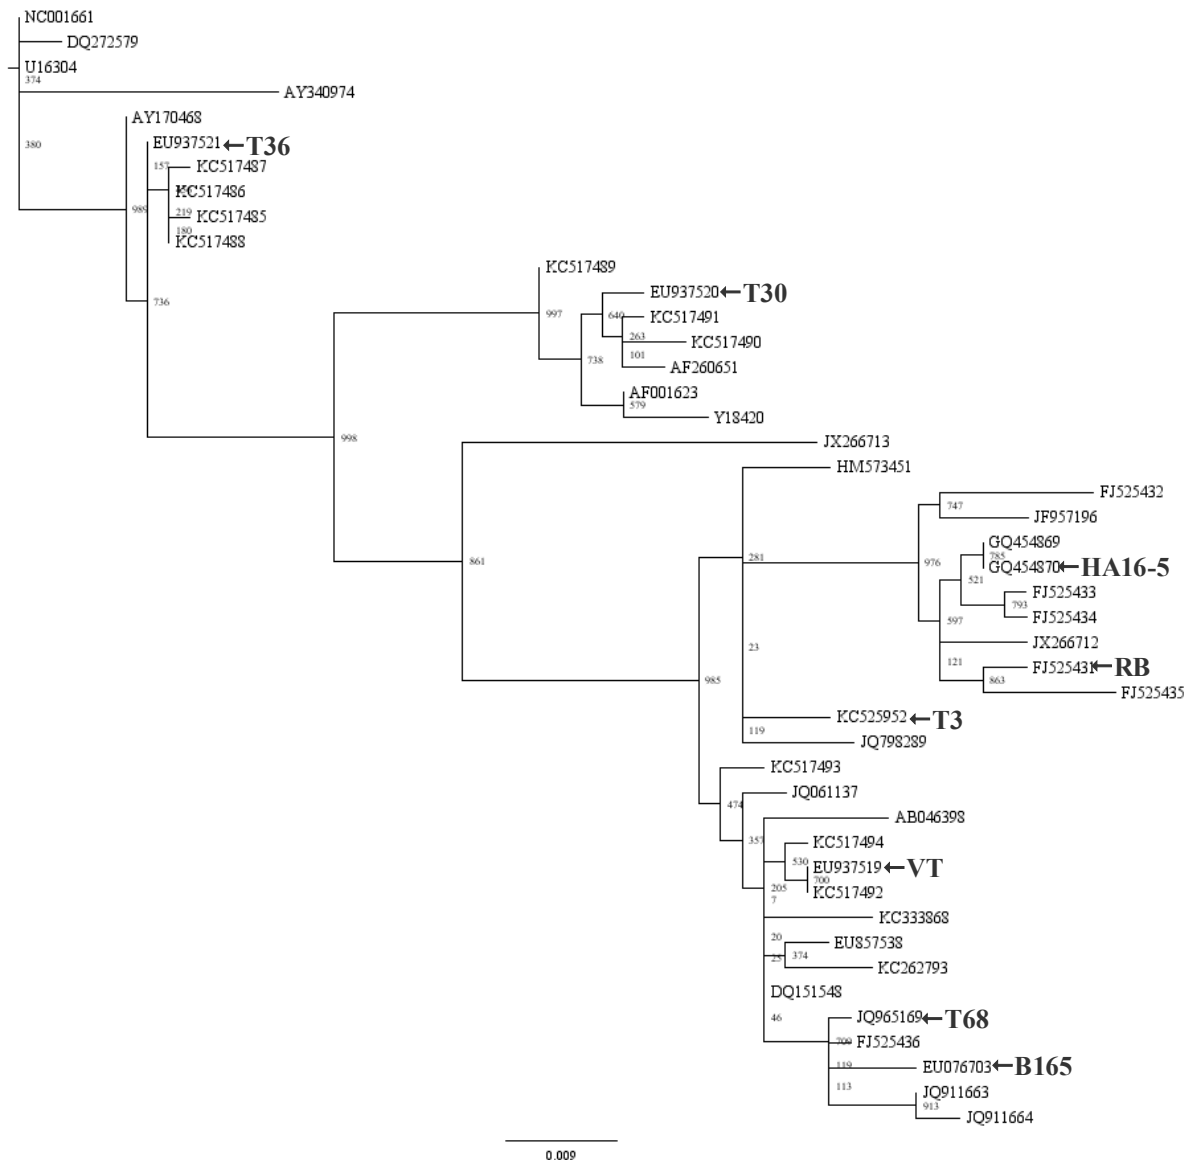 NC001661
DQ272579
U16304
374
AY340974
AY170468
EU937521 ←T36
380
157
KC517487
KC517486
989
219
KC517485
180
KC517488
KC517489
EU937520 ←T30
736
997
640
KC517491
263
KC517490
738
101
AF260651
AF001623
579
Y18420
998
JX266713
HM573451
FJ525432
747
JF957196
GQ454869
281
785
861
976
GQ454870 ←HA16-5
521
FJ525433
793
FJ525434
597
JX266712
23
121
FJ525431 ←RB
985
863
FJ525435
KC525952 ←T3
119
JQ798289
KC517493
JQ061137
474
AB046398
357
KC517494
530
EU937519 ←VT
700
205
KC517492
7
KC333868
20
EU857538
25
374
KC262793
DQ151548
46
JQ965169 ←T68
709
FJ525436
119
EU076703 ←B165
113
JQ911663
913
JQ911664
0.009